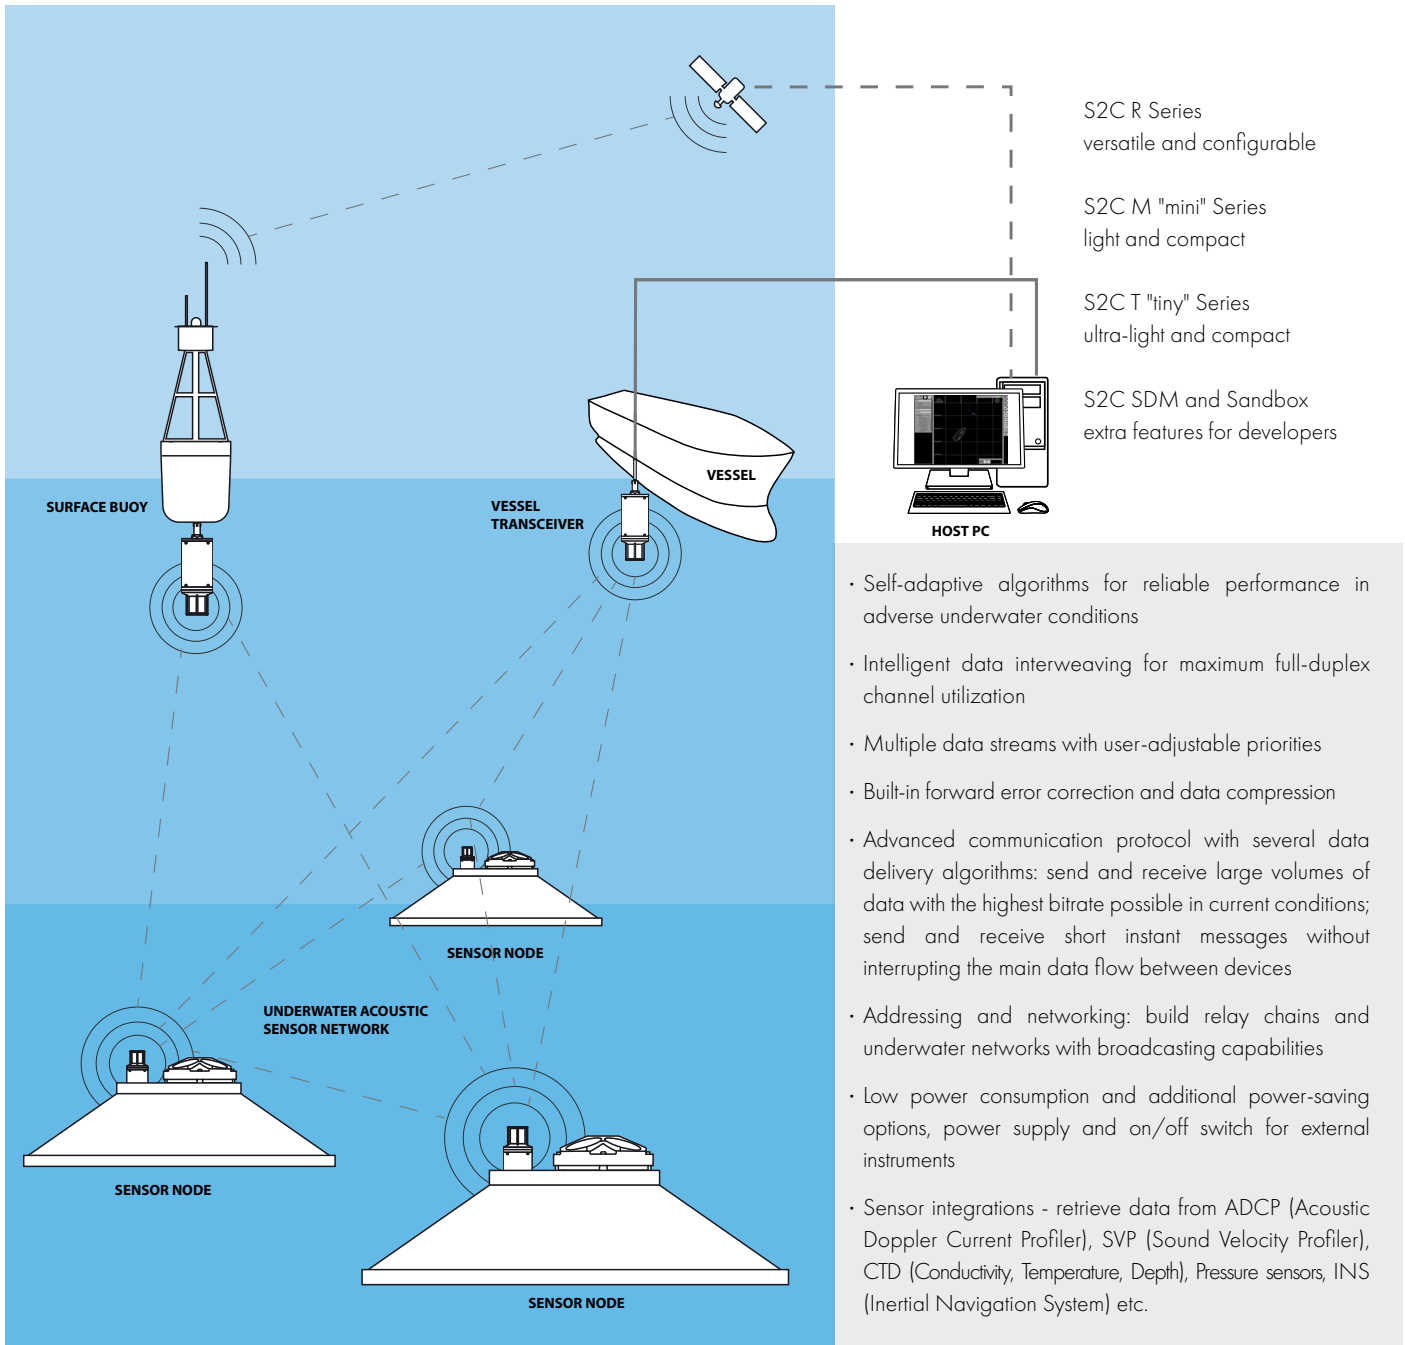 S2C R Series
versatile and configurable
S2C M "mini" Series
light and compact
S2C T "tiny" Series
ultra-light and compact
S2C SDM and Sandbox
extra features for developers
VESSEL
SURFACE BUOY
VESSEL
TRANSCEIVER
HOST PC
SENSOR NODE
UNDERWATER ACOUSTIC
SENSOR NETWORK
SENSOR NODE
SENSOR NODE
· Self-adaptive algorithms for reliable performance in
adverse underwater conditions
· Intelligent data interweaving for maximum full-duplex
channel utilization
· Multiple data streams with user-adjustable priorities
· Built-in forward error correction and data compression
· Advanced communication protocol with several data
delivery algorithms: send and receive large volumes of
data with the highest bitrate possible in current conditions;
send and receive short instant messages without
interrupting the main data flow between devices
· Addressing and networking: build relay chains and
underwater networks with broadcasting capabilities
· Low power consumption and additional power-saving
options, power supply and on/off switch for external
instruments
· Sensor integrations - retrieve data from ADCP (Acoustic
Doppler Current Profiler), SVP (Sound Velocity Profiler),
CTD (Conductivity, Temperature, Depth), Pressure sensors, INS
(Inertial Navigation System) etc.